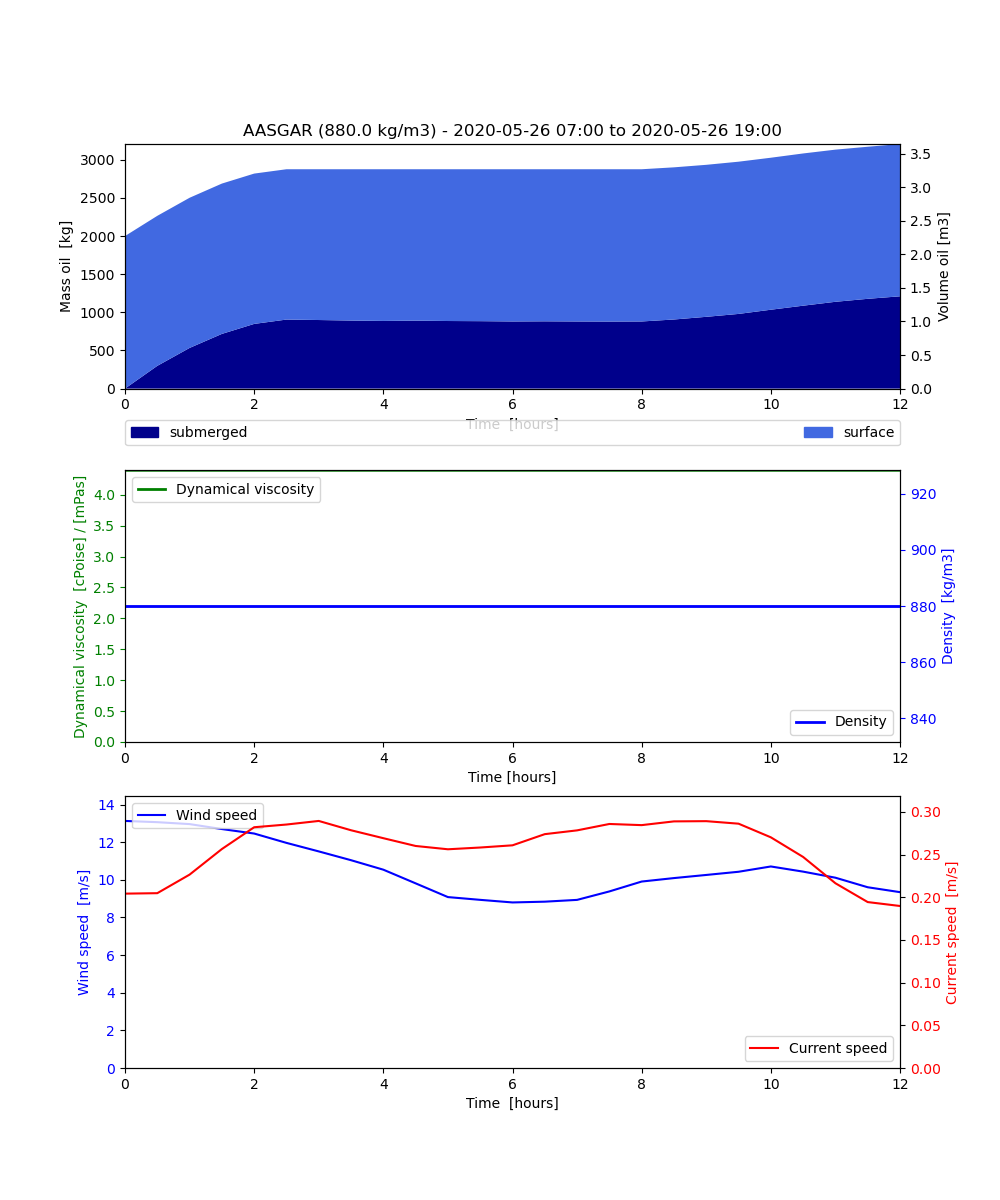 AASGAR (880.0 kg/m3) - 2020-05-26 07:00 to 2020-05-26 19:00
Mass oil [kg]
3000
2500
2000
1500
1000
500
0
Volume oil [m3]
3.5
3.0
2.5
2.0
1.5
1.0
0.5
0.0
0 2 4 6 8 10 12
Time [hours]
submerged
surface
Dynamical viscosity [cPoise] / [mPas]
4.0
3.5
3.0
2.5
2.0
1.5
1.0
0.5
0.0
Dynamical viscosity
Density [kg/m3]
920
900
880
860
840
Density
0 2 4 6 8 10 12
Time [hours]
Wind speed [m/s]
14
12
10
8
6
4
2
0
Wind speed
Current speed [m/s]
0.30
0.25
0.20
0.15
0.10
0.05
0.00
Current speed
0 2 4 6 8 10 12
Time [hours]